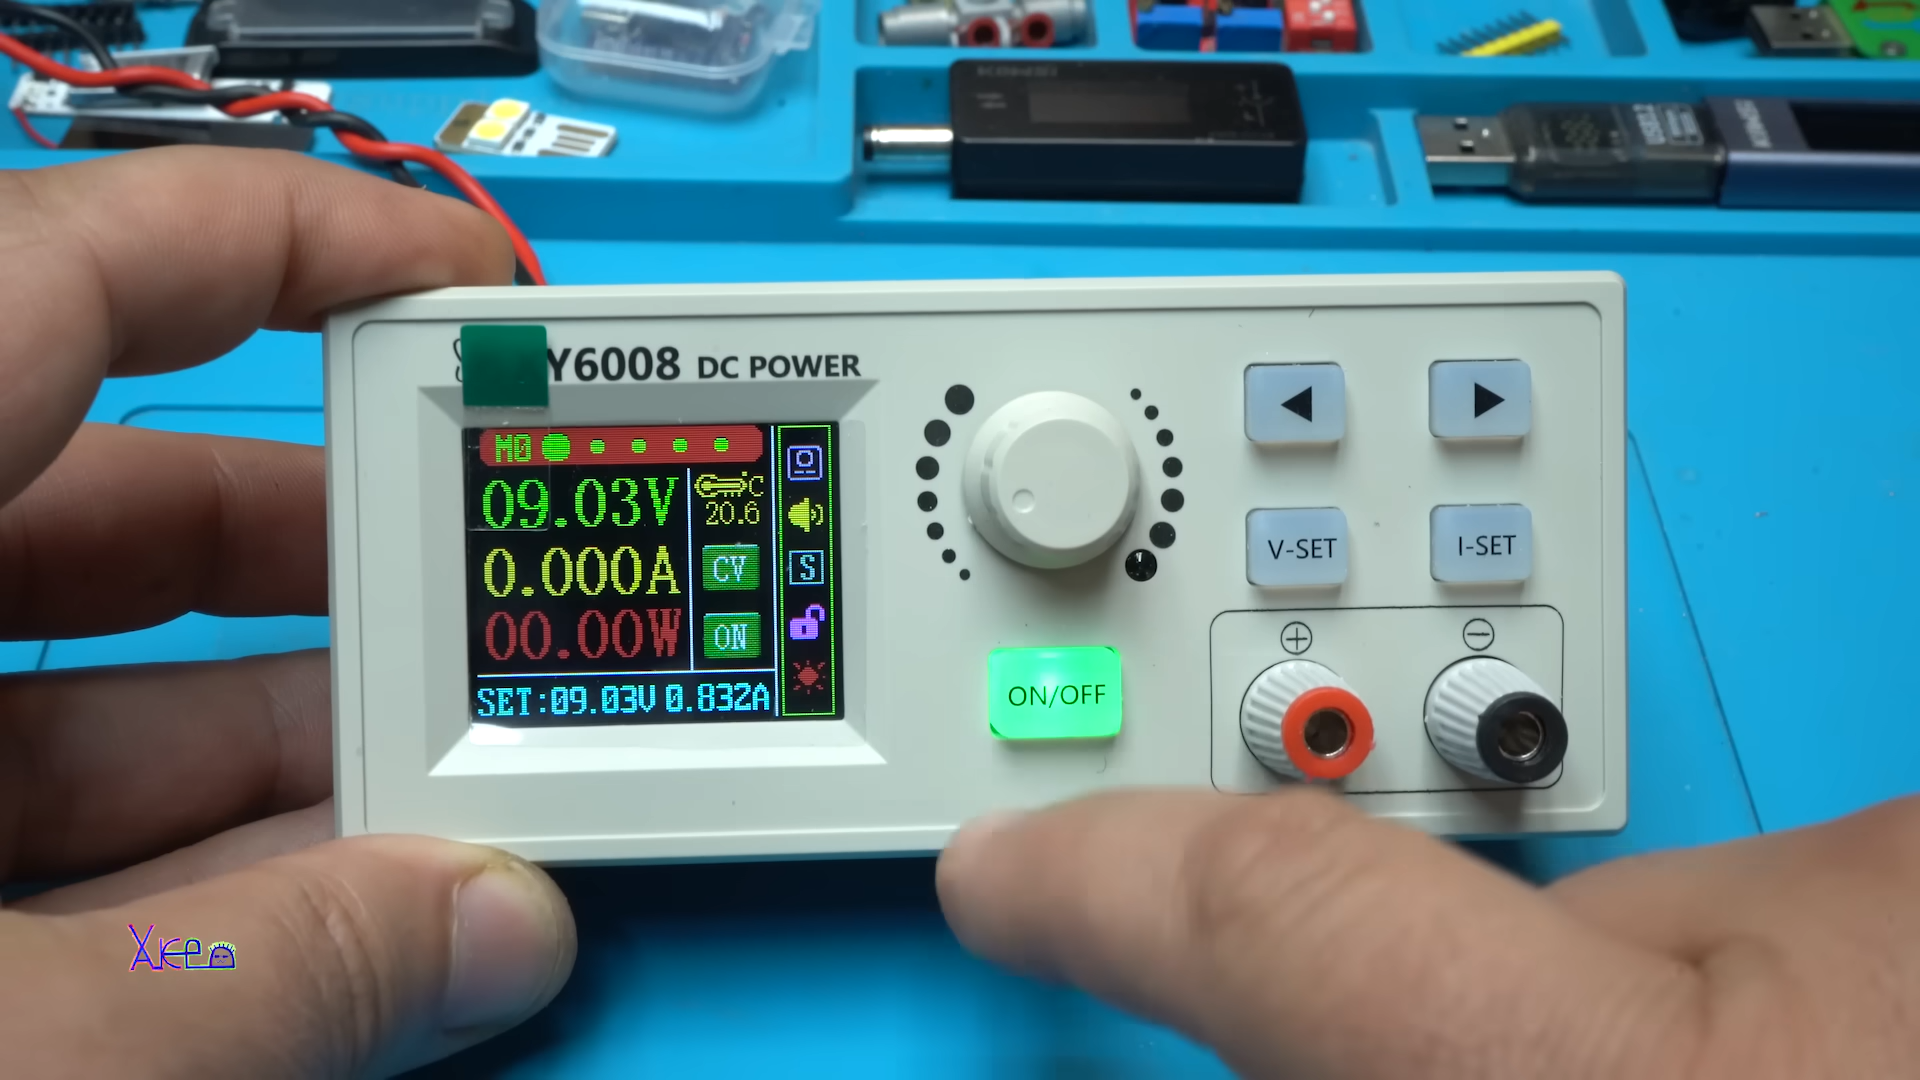 Y6008 DC POWER
M0
09.03V
C
20.6
0.000A
CV
00.00W
ON
SET:09.03V 0.832A
S
V-SET
I-SET
ON/OFF
+
−